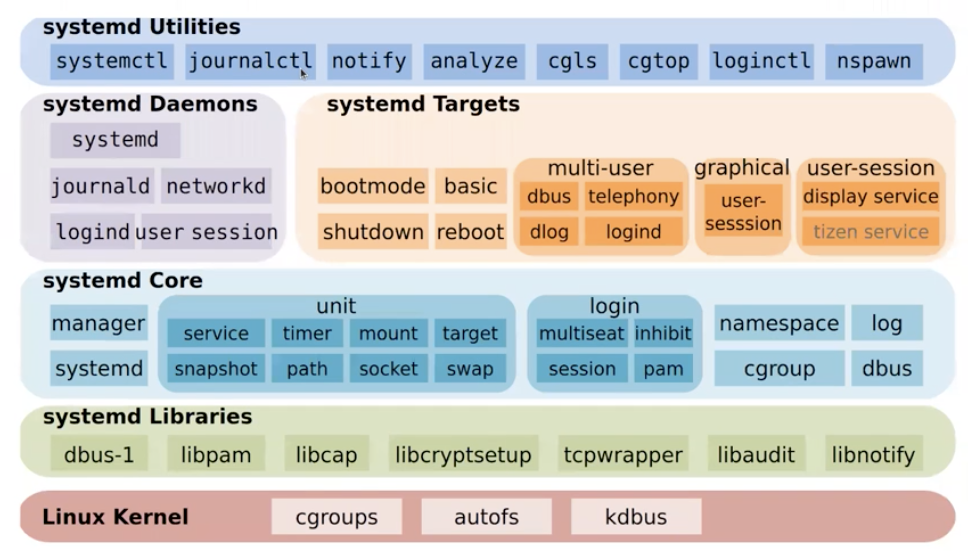 systemd Utilities
systemctl journalctl notify analyze cgls cgtop loginctl nspawn
systemd Daemons
systemd
journald networkd
logind user session
systemd Targets
bootmode basic
shutdown reboot
multi-user
dbus telephony
dlog logind
graphical
user-
sesssion
user-session
display service
tizen service
systemd Core
manager
systemd
unit
service timer mount target
snapshot path socket swap
login
multiseat inhibit
session pam
namespace log
cgroup dbus
systemd Libraries
dbus-1 libpam libcap libcryptsetup tcpwrapper libaudit libnotify
Linux Kernel cgroups autofs kdbus